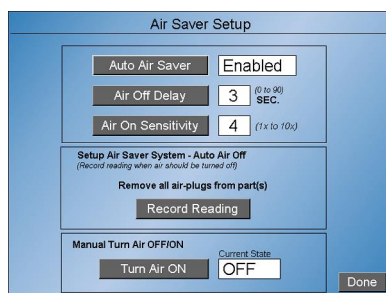 Air Saver Setup
Auto Air Saver Enabled
Air Off Delay 3 (0 to 90) SEC.
Air On Sensitivity 4 (1x to 10x)
Setup Air Saver System - Auto Air Off
(Record reading when air should be turned off)
Remove all air-plugs from part(s)
Record Reading
Manual Turn Air OFF/ON
Current State
Turn Air ON OFF
Done